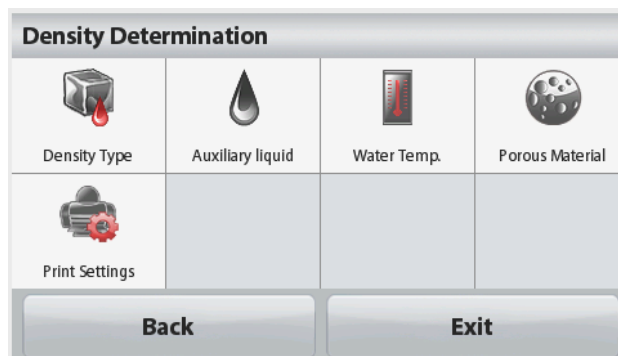 Density Determination
Density Type
Auxiliary liquid
Water Temp.
Porous Material
Print Settings
Back
Exit